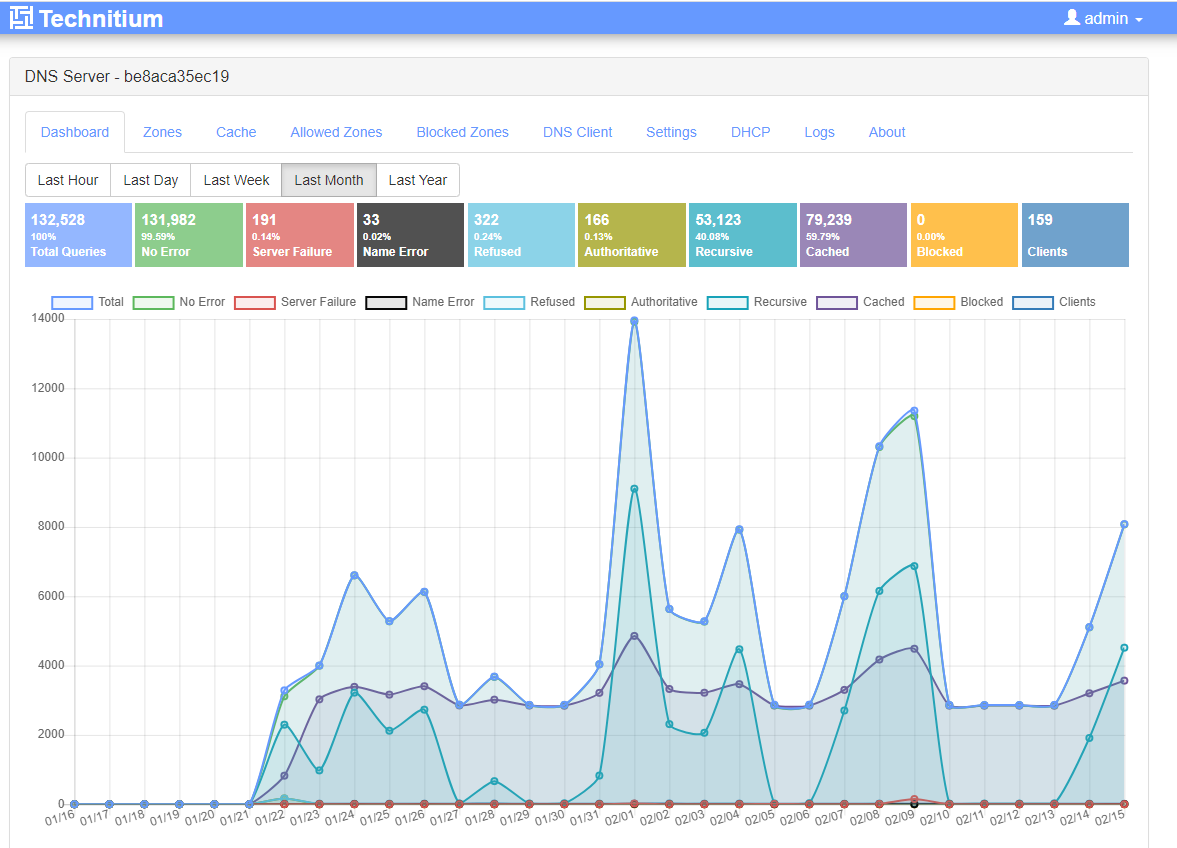 Technitium admin
DNS Server - be8aca35ec19
Dashboard Zones Cache Allowed Zones Blocked Zones DNS Client Settings DHCP Logs About
Last Hour Last Day Last Week Last Month Last Year
132,528 131,982 191 33 322 166 53,123 79,239 0 159
100% 99.59% 0.14% 0.02% 0.24% 0.13% 40.08% 59.79% 0.00%
Total Queries No Error Server Failure Name Error Refused Authoritative Recursive Cached Blocked Clients
Total No Error Server Failure Name Error Refused Authoritative Recursive Cached Blocked Clients
14000
12000
10000
8000
6000
4000
2000
0
01/16 01/17 01/18 01/19 01/20 01/21 01/22 01/23 01/24 01/25 01/26 01/27 01/28 01/29 01/30 01/31 02/01 02/02 02/03 02/04 02/05 02/06 02/07 02/08 02/09 02/10 02/11 02/12 02/13 02/14 02/15